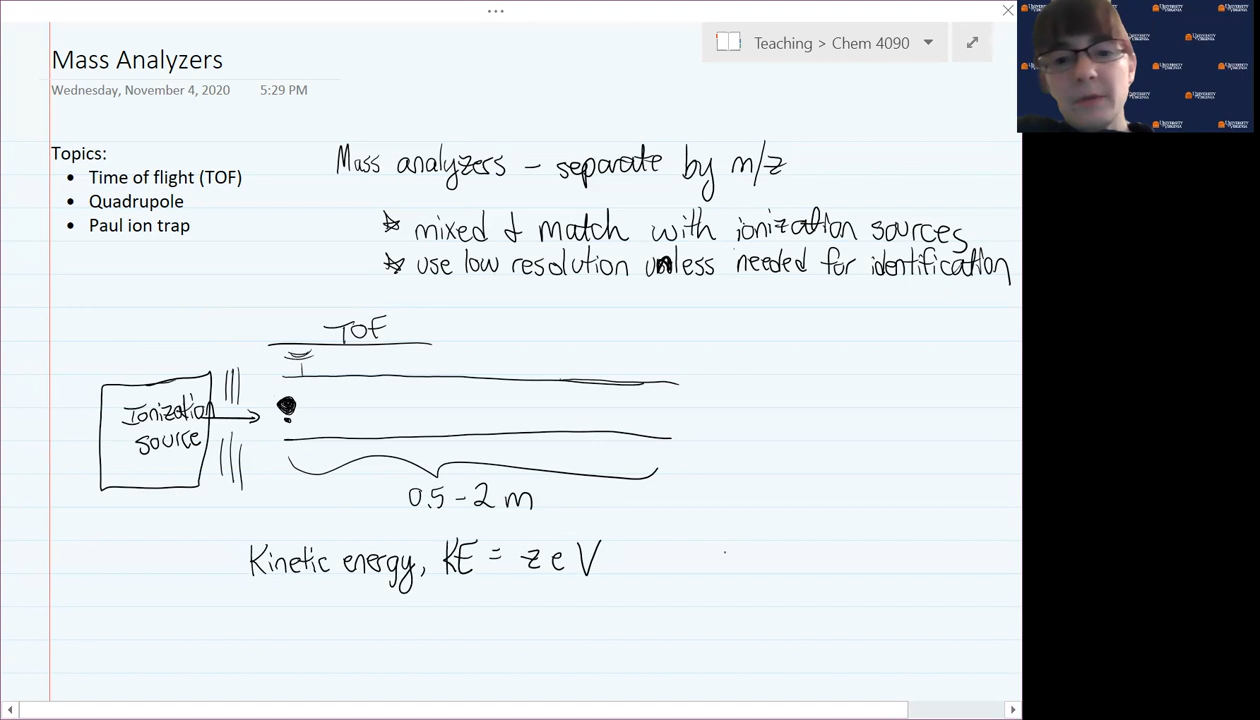 Teaching > Chem 4090
Mass Analyzers
Wednesday, November 4, 2020 5:29 PM
Topics:
• Time of flight (TOF)
• Quadrupole
• Paul ion trap
Mass analyzers – separate by m/z
* mixed & match with ionization sources
* use low resolution unless needed for identification
TOF
Ionization
source
0.5 – 2 m
Kinetic energy, KE = z e V